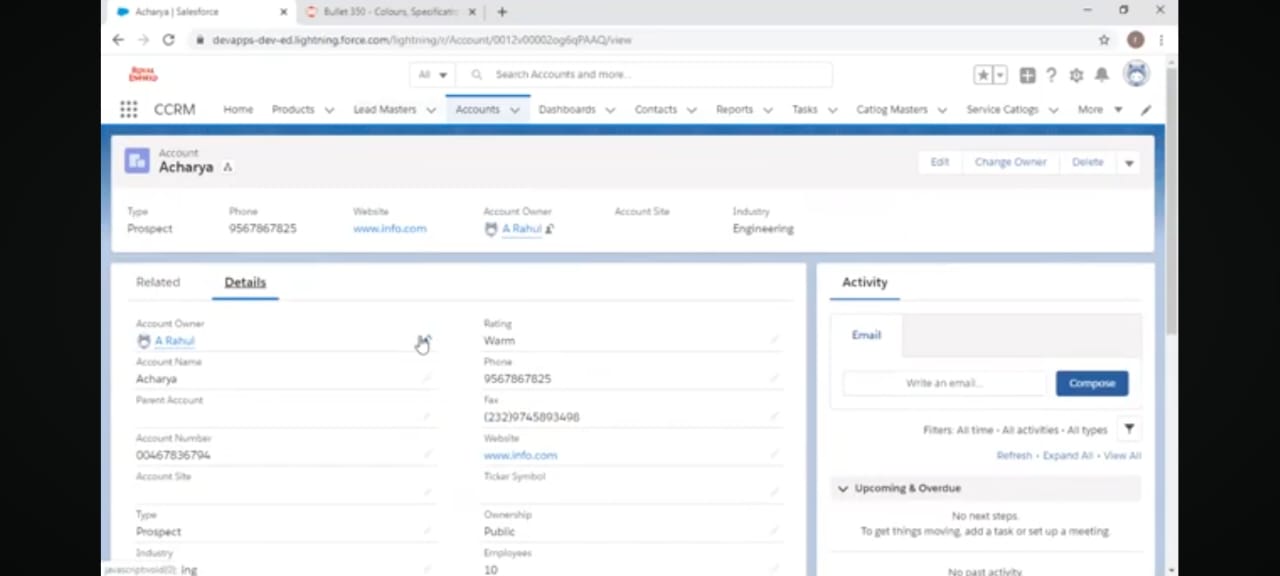 Acharya | Salesforce
Bullet 350 - Colours, Specificatio
devapps-dev-ed.lightning.force.com/lightning/r/Account/0012v00002og6qPAAQ/view
ROYAL ENFIELD
All
Search Accounts and more...
CCRM Home Products Lead Masters Accounts Dashboards Contacts Reports Tasks Catlog Masters Service Catlogs More
Account
Acharya
Edit Change Owner Delete
Type Phone Website Account Owner Account Site Industry
Prospect 9567867825 www.info.com A Rahul Engineering
Related Details
Activity
Account Owner Rating
A Rahul Warm
Email
Account Name Phone
Acharya 9567867825
Write an email... Compose
Parent Account Fax
(232)9745893498
Filters: All time • All activities • All types
Account Number Website
00467836794 www.info.com
Refresh • Expand All • View All
Account Site Ticker Symbol
Upcoming & Overdue
Type Ownership
Prospect Public
No next steps.
To get things moving, add a task or set up a meeting.
Industry Employees
javascript:void(0); ing 10
No past activity